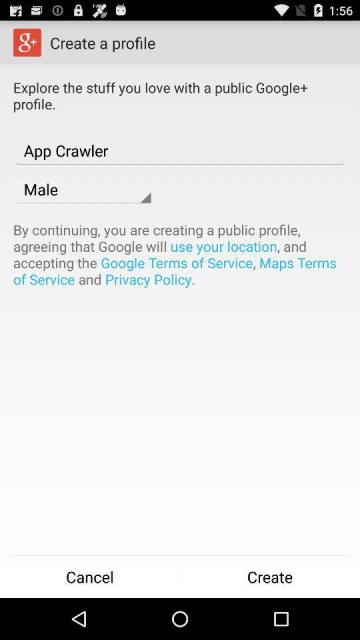 1:56
g+ Create a profile
Explore the stuff you love with a public Google+
profile.
App Crawler
Male
By continuing, you are creating a public profile,
agreeing that Google will use your location, and
accepting the Google Terms of Service, Maps Terms
of Service and Privacy Policy.
Cancel Create